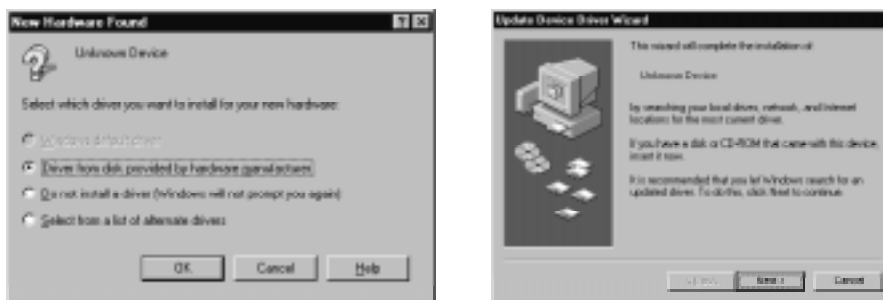 New Hardware Found
Unknown Device
Select which driver you want to install for your new hardware:
Windows default driver
Driver from disk provided by hardware manufacturer
Do not install a driver (Windows will not prompt you again)
Select from a list of alternate drivers
OK
Cancel
Help
Update Device Driver Wizard
This wizard will complete the installation of:
Unknown Device
by searching your local drives, network, and Internet
locations for the most current driver.
If you have a disk or CD-ROM that came with this device,
insert it now.
It is recommended that you let Windows search for an
updated driver. To do this, click Next to continue.
Next >
Cancel